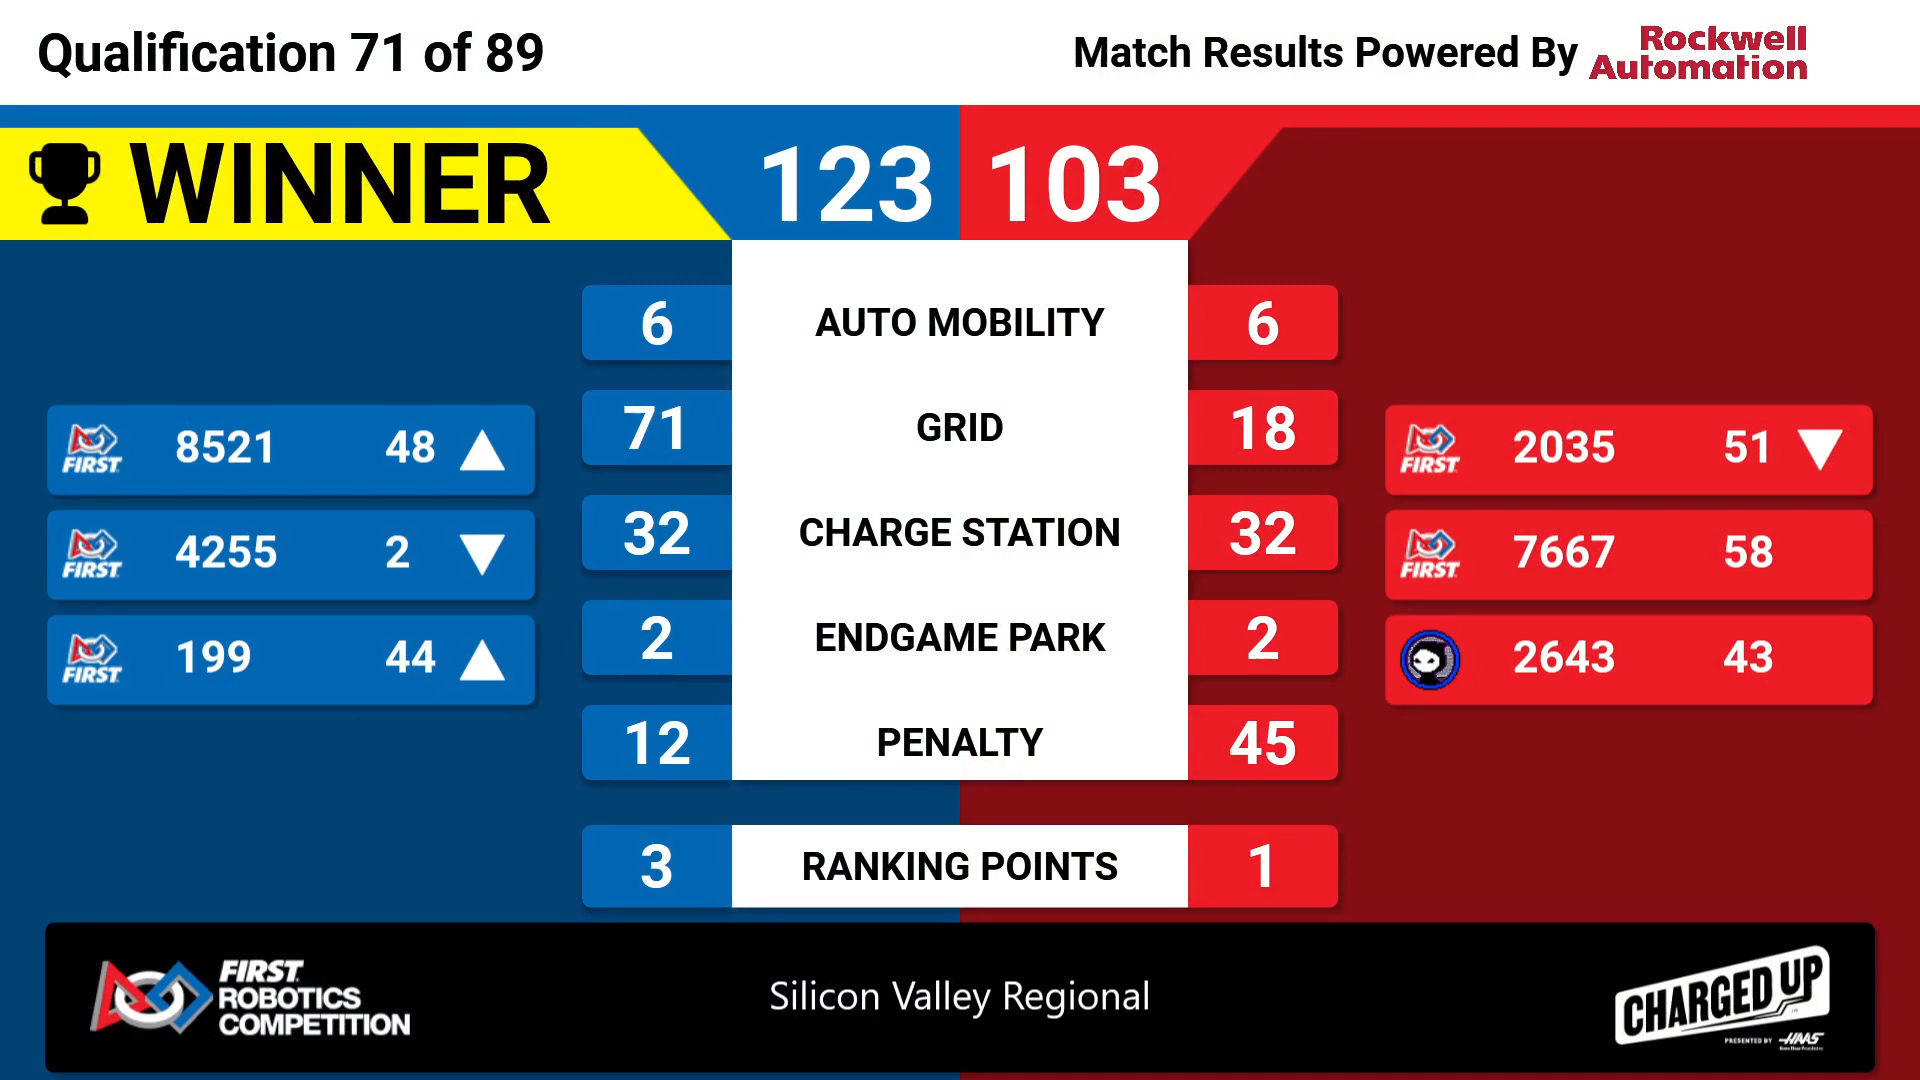 Qualification 71 of 89
Match Results Powered By Rockwell Automation
WINNER 123 103
6 AUTO MOBILITY 6
71 GRID 18
32 CHARGE STATION 32
2 ENDGAME PARK 2
12 PENALTY 45
3 RANKING POINTS 1
FIRST 8521 48
FIRST 4255 2
FIRST 199 44
FIRST 2035 51
FIRST 7667 58
2643 43
FIRST
ROBOTICS
COMPETITION
Silicon Valley Regional
CHARGED UP
PRESENTED BY HAAS